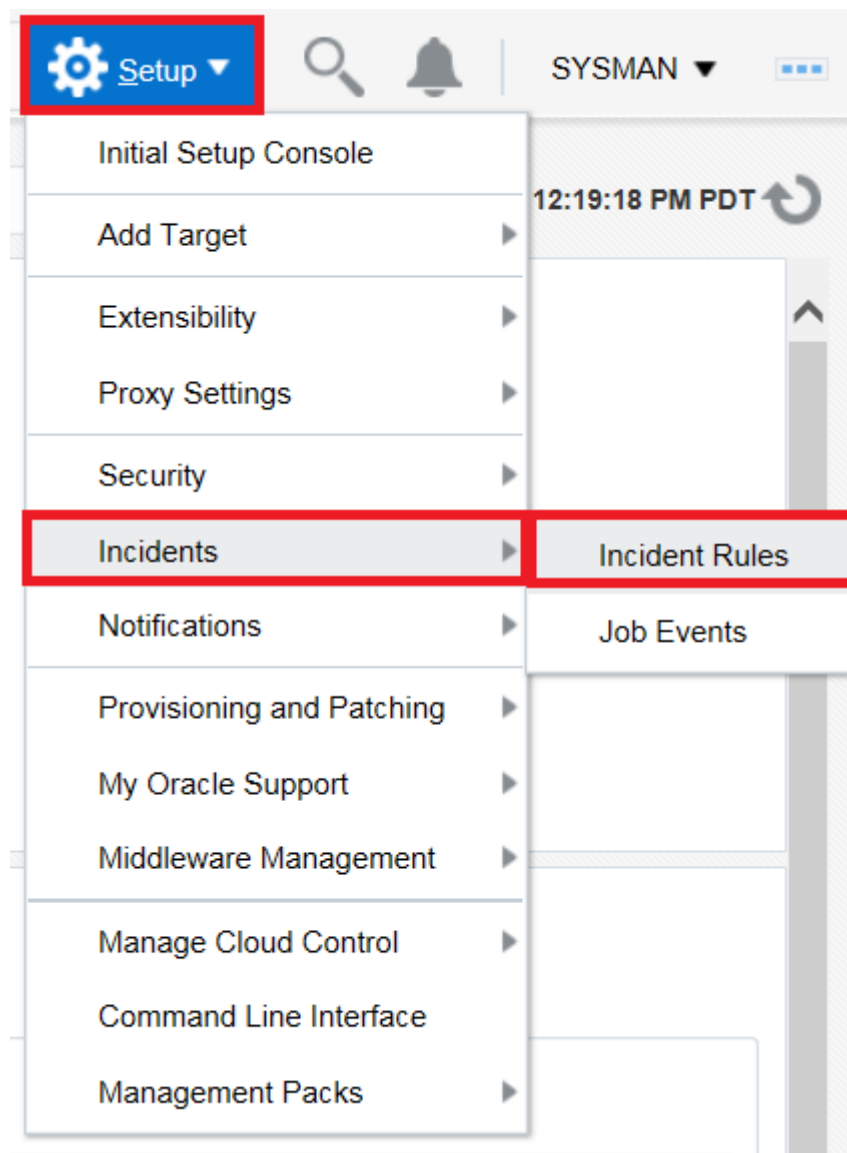 Setup
SYSMAN
Initial Setup Console
12:19:18 PM PDT
Add Target
Extensibility
Proxy Settings
Security
Incidents
Incident Rules
Notifications
Job Events
Provisioning and Patching
My Oracle Support
Middleware Management
Manage Cloud Control
Command Line Interface
Management Packs